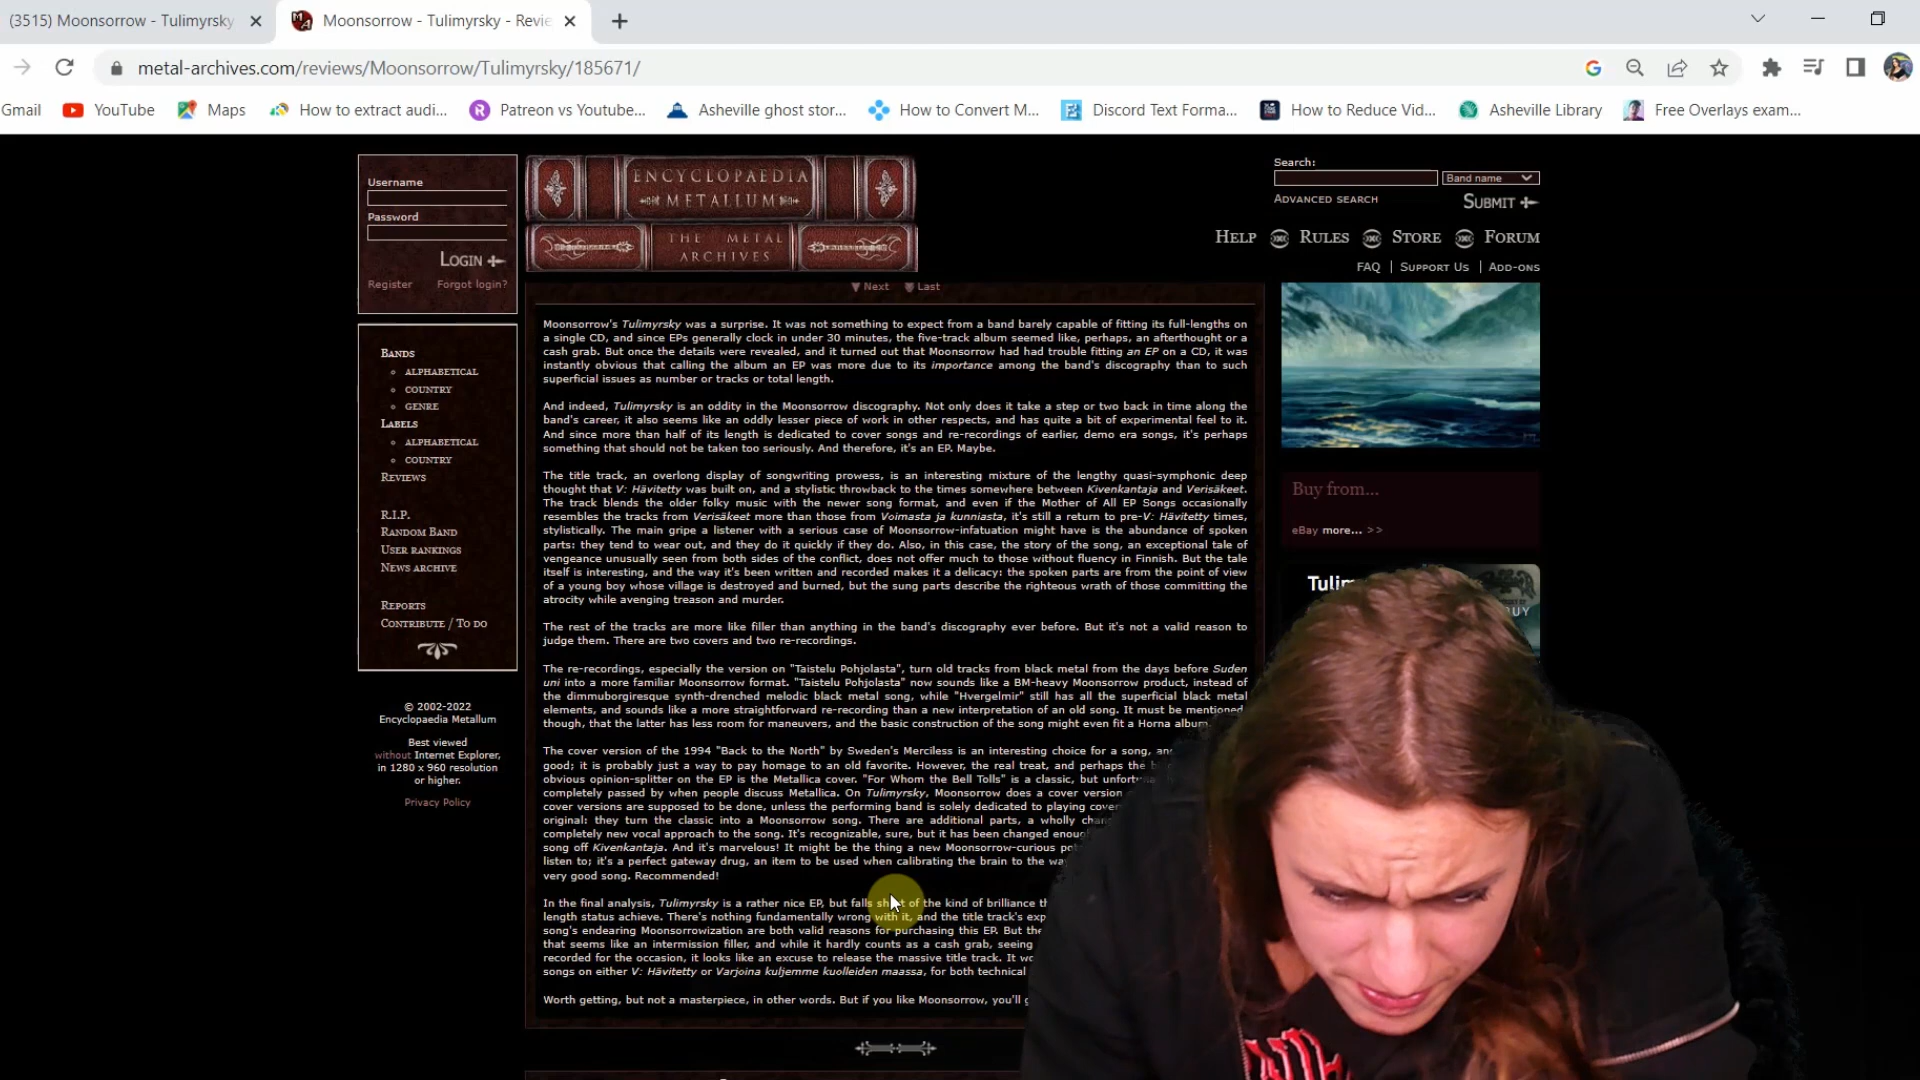 (3515) Moonsorrow - Tulimyrsky
Moonsorrow - Tulimyrsky - Revie
metal-archives.com/reviews/Moonsorrow/Tulimyrsky/185671/
Gmail
YouTube
Maps
How to extract audi...
Patreon vs Youtube...
Asheville ghost stor...
How to Convert M...
Discord Text Forma...
How to Reduce Vid...
Asheville Library
Free Overlays exam...
Username
Password
LOGIN
Register
Forgot login?
ENCYCLOPAEDIA
METALLUM
THE METAL
ARCHIVES
Search:
Band name
ADVANCED SEARCH
SUBMIT
HELP
RULES
STORE
FORUM
FAQ | SUPPORT US | ADD-ONS
BANDS
ALPHABETICAL
COUNTRY
GENRE
LABELS
ALPHABETICAL
COUNTRY
REVIEWS
R.I.P.
RANDOM BAND
USER RANKINGS
NEWS ARCHIVE
REPORTS
CONTRIBUTE / TO DO
© 2002-2022
Encyclopaedia Metallum
Best viewed
without Internet Explorer,
in 1280 x 960 resolution
or higher.
Privacy Policy
Next Last
Moonsorrow's Tulimyrsky was a surprise. It was not something to expect from a band barely capable of fitting its full-lengths on
a single CD, and since EPs generally clock in under 30 minutes, the five-track album seemed like, perhaps, an afterthought or a
cash grab. But once the details were revealed, and it turned out that Moonsorrow had had trouble fitting an EP on a CD, it was
instantly obvious that calling the album an EP was more due to its importance among the band's discography than to such
superficial issues as number or tracks or total length.
And indeed, Tulimyrsky is an oddity in the Moonsorrow discography. Not only does it take a step or two back in time along the
band's career, it also seems like an oddly lesser piece of work in other respects, and has quite a bit of experimental feel to it.
And since more than half of its length is dedicated to cover songs and re-recordings of earlier, demo era songs, it's perhaps
something that should not be taken too seriously. And therefore, it's an EP. Maybe.
The title track, an overlong display of songwriting prowess, is an interesting mixture of the lengthy quasi-symphonic deep
thought that V: Hävitetty was built on, and a stylistic throwback to the times somewhere between Kivenkantaja and Verisäkeet.
The track blends the older folky music with the newer song format, and even if the Mother of All EP Songs occasionally
resembles the tracks from Verisäkeet more than those from Voimasta ja kunniasta, it's still a return to pre-V: Hävitetty times,
stylistically. The main gripe a listener with a serious case of Moonsorrow-infatuation might have is the abundance of spoken
parts: they tend to wear out, and they do it quickly if they do. Also, in this case, the story of the song, an exceptional tale of
vengeance unusually seen from both sides of the conflict, does not offer much to those without fluency in Finnish. But the tale
itself is interesting, and the way it's been written and recorded makes it a delicacy: the spoken parts are from the point of view
of a young boy whose village is destroyed and burned, but the sung parts describe the righteous wrath of those committing the
atrocity while avenging treason and murder.
The rest of the tracks are more like filler than anything in the band's discography ever before. But it's not a valid reason to
judge them. There are two covers and two re-recordings.
The re-recordings, especially the version on "Taistelu Pohjolasta", turn old tracks from black metal from the days before Suden
uni into a more familiar Moonsorrow format. "Taistelu Pohjolasta" now sounds like a BM-heavy Moonsorrow product, instead of
the dimmuborgiresque synth-drenched melodic black metal song, while "Hvergelmir" still has all the superficial black metal
elements, and sounds like a more straightforward re-recording than a new interpretation of an old song. It must be mentioned,
though, that the latter has less room for maneuvers, and the basic construction of the song might even fit a Horna album.
The cover version of the 1994 "Back to the North" by Sweden's Merciless is an interesting choice for a song, an
good; it is probably just a way to pay homage to an old favorite. However, the real treat, and perhaps the b
obvious opinion-splitter on the EP is the Metallica cover. "For Whom the Bell Tolls" is a classic, but unfortu
completely passed by when people discuss Metallica. On Tulimyrsky, Moonsorrow does a cover version
cover versions are supposed to be done, unless the performing band is solely dedicated to playing cover
original: they turn the classic into a Moonsorrow song. There are additional parts, a wholly cha
completely new vocal approach to the song. It's recognizable, sure, but it has been changed enoug
song off Kivenkantaja. And it's marvelous! It might be the thing a new Moonsorrow-curious po
listen to; it's a perfect gateway drug, an item to be used when calibrating the brain to the wa
very good song. Recommended!
In the final analysis, Tulimyrsky is a rather nice EP, but falls short of the kind of brilliance th
length status achieve. There's nothing fundamentally wrong with it, and the title track's exp
song's endearing Moonsorrowization are both valid reasons for purchasing this EP. But the
that seems like an intermission filler, and while it hardly counts as a cash grab, seeing
recorded for the occasion, it looks like an excuse to release the massive title track. It wo
songs on either V: Hävitetty or Varjoina kuljemme kuolleiden maassa, for both technical
Worth getting, but not a masterpiece, in other words. But if you like Moonsorrow, you'll g
Buy from...
eBay more... >>
Tulim
BUY